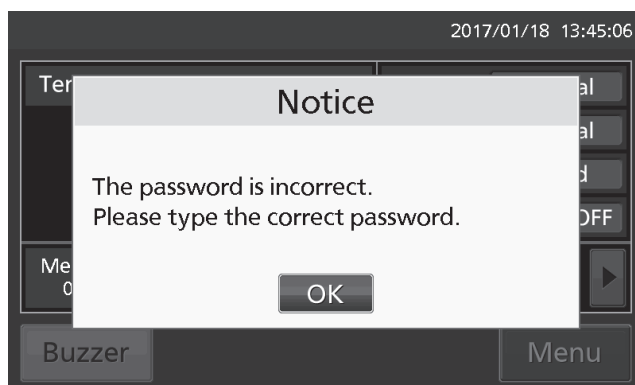 2017/01/18 13:45:06
Notice
The password is incorrect.
Please type the correct password.
OK
OFF
Buzzer
Menu